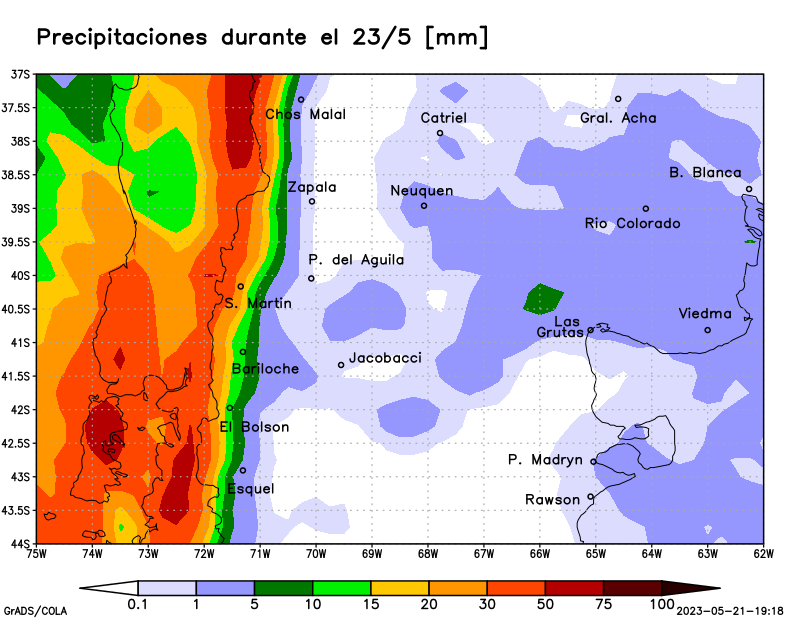 Precipitaciones durante el 23/5 [mm]
37S
37.5S
38S
38.5S
39S
39.5S
40S
40.5S
41S
41.5S
42S
42.5S
43S
43.5S
44S
Chos Malal
Catriel
Gral. Acha
B. Blanca
Zapala
Neuquen
Rio Colorado
P. del Aguila
S. Martin
Viedma
Las
Grutas
Bariloche
Jacobacci
El Bolson
P. Madryn
Esquel
Rawson
75W 74W 73W 72W 71W 70W 69W 68W 67W 66W 65W 64W 63W 62W
0.1 1 5 10 15 20 30 50 75 100
GrADS/COLA
2023-05-21-19:18